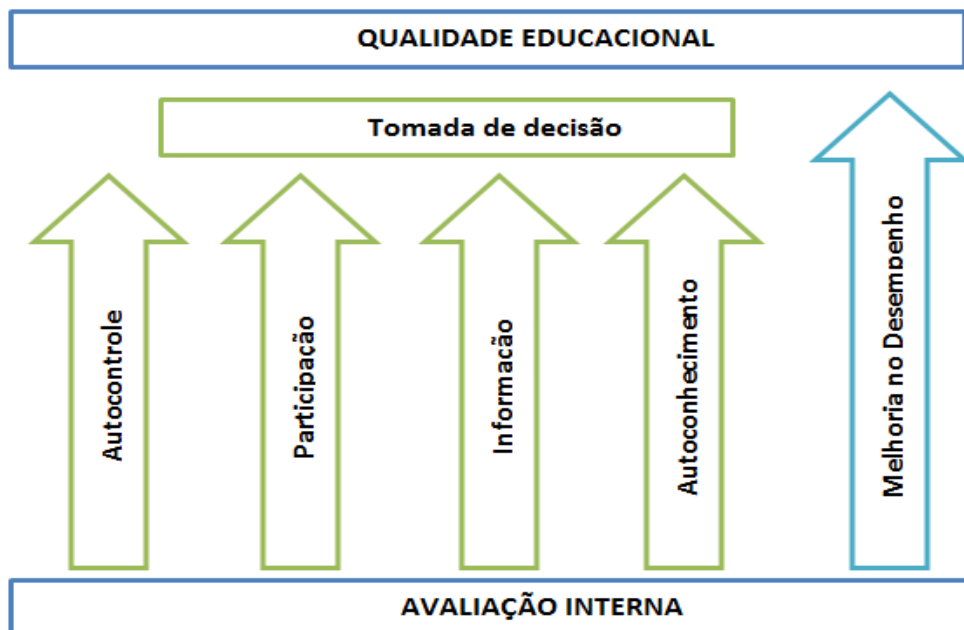 QUALIDADE EDUCACIONAL
Tomada de decisão
Autocontrole
Participação
Informação
Autoconhecimento
Melhoria no Desempenho
AVALIAÇÃO INTERNA